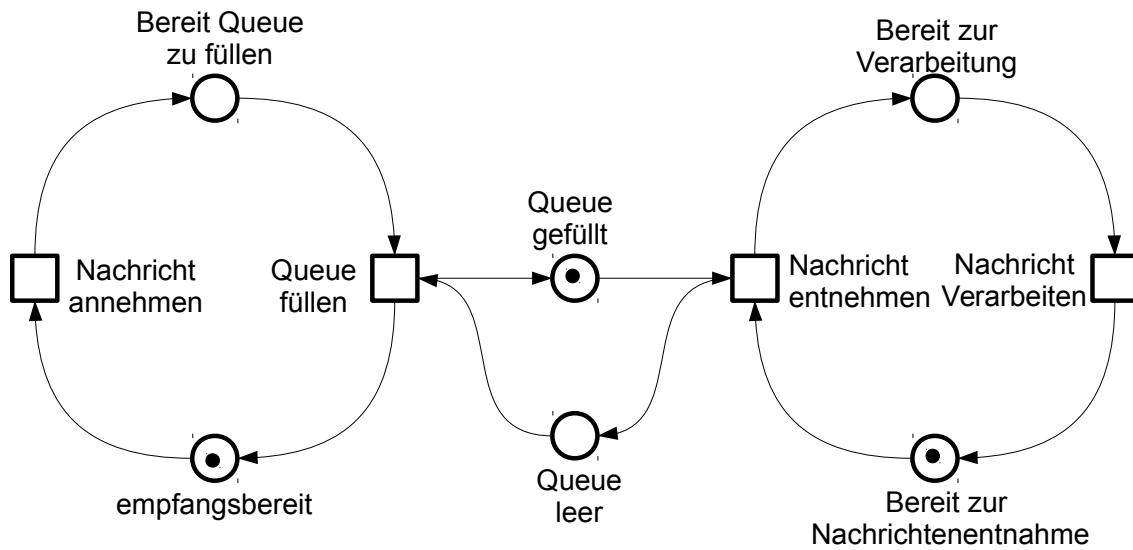 Bereit Queue
zu füllen
Bereit zur
Verarbeitung
Queue
gefüllt
Nachricht
annehmen
Queue
füllen
Nachricht
entnehmen
Nachricht
Verarbeiten
empfangsbereit
Queue
leer
Bereit zur
Nachrichtenentnahme